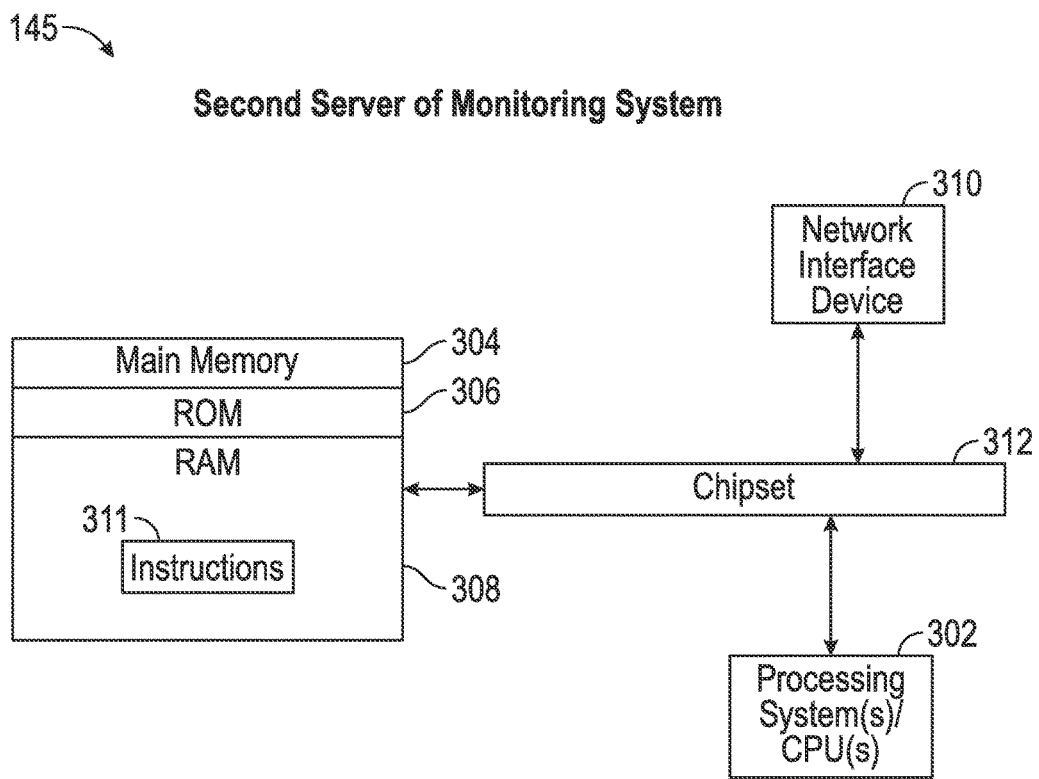 145
Second Server of Monitoring System
310
Network
Interface
Device
Main Memory
304
ROM
306
RAM
312
Chipset
311
Instructions
308
302
Processing
System(s)/
CPU(s)